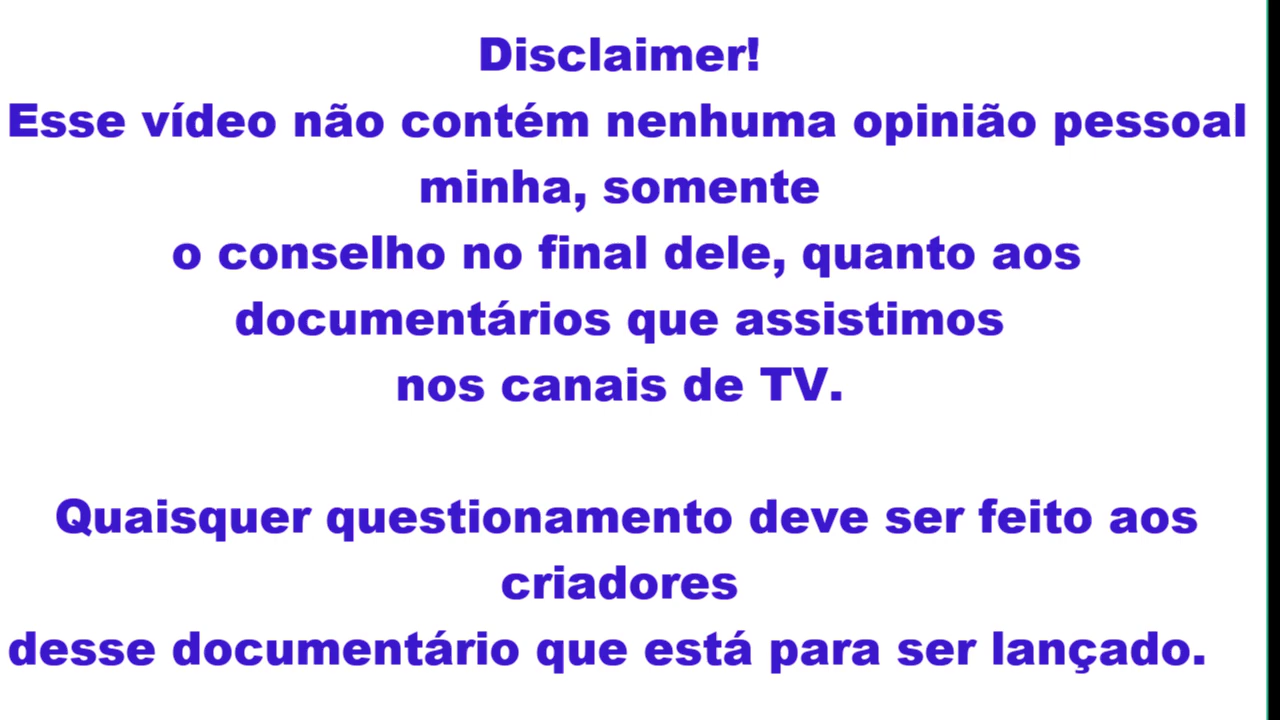 Disclaimer!
Esse vídeo não contém nenhuma opinião pessoal
minha, somente
o conselho no final dele, quanto aos
documentários que assistimos
nos canais de TV.
Quaisquer questionamento deve ser feito aos
criadores
desse documentário que está para ser lançado.